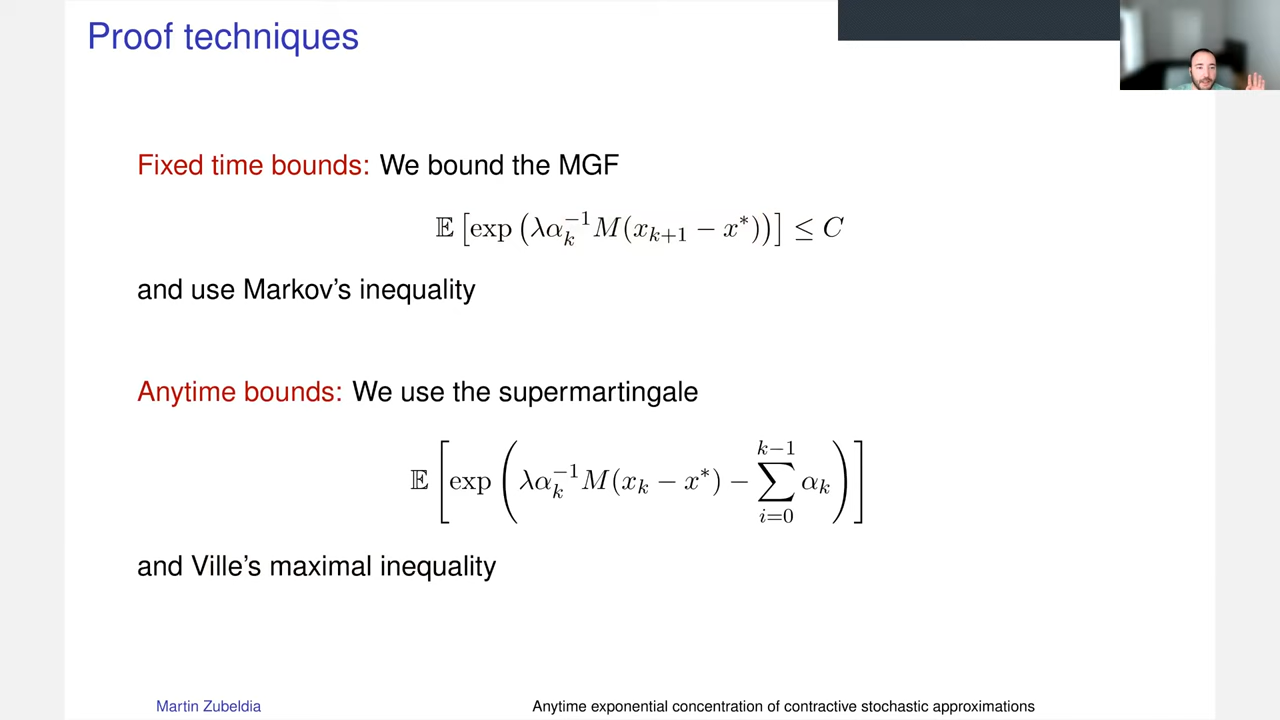 Proof techniques
Fixed time bounds: We bound the MGF
𝔼 [exp (λα_k^{-1} M(x_{k+1} − x*))] ≤ C
and use Markov's inequality
Anytime bounds: We use the supermartingale
𝔼 [exp (λα_k^{-1} M(x_k − x*) − ∑_{i=0}^{k−1} α_k)]
and Ville's maximal inequality
Martin Zubeldia Anytime exponential concentration of contractive stochastic approximations